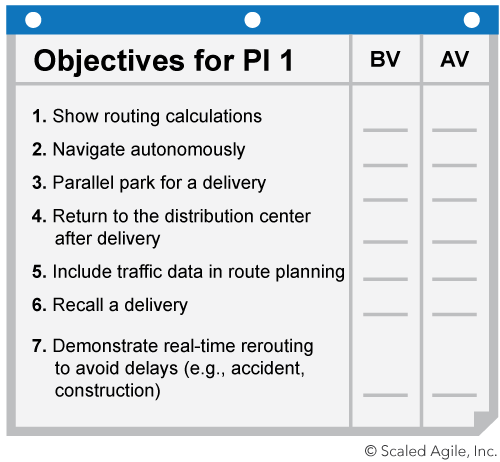 Objectives for PI 1 BV AV
1. Show routing calculations
2. Navigate autonomously
3. Parallel park for a delivery
4. Return to the distribution center
after delivery
5. Include traffic data in route planning
6. Recall a delivery
7. Demonstrate real-time rerouting
to avoid delays (e.g., accident,
construction)
© Scaled Agile, Inc.